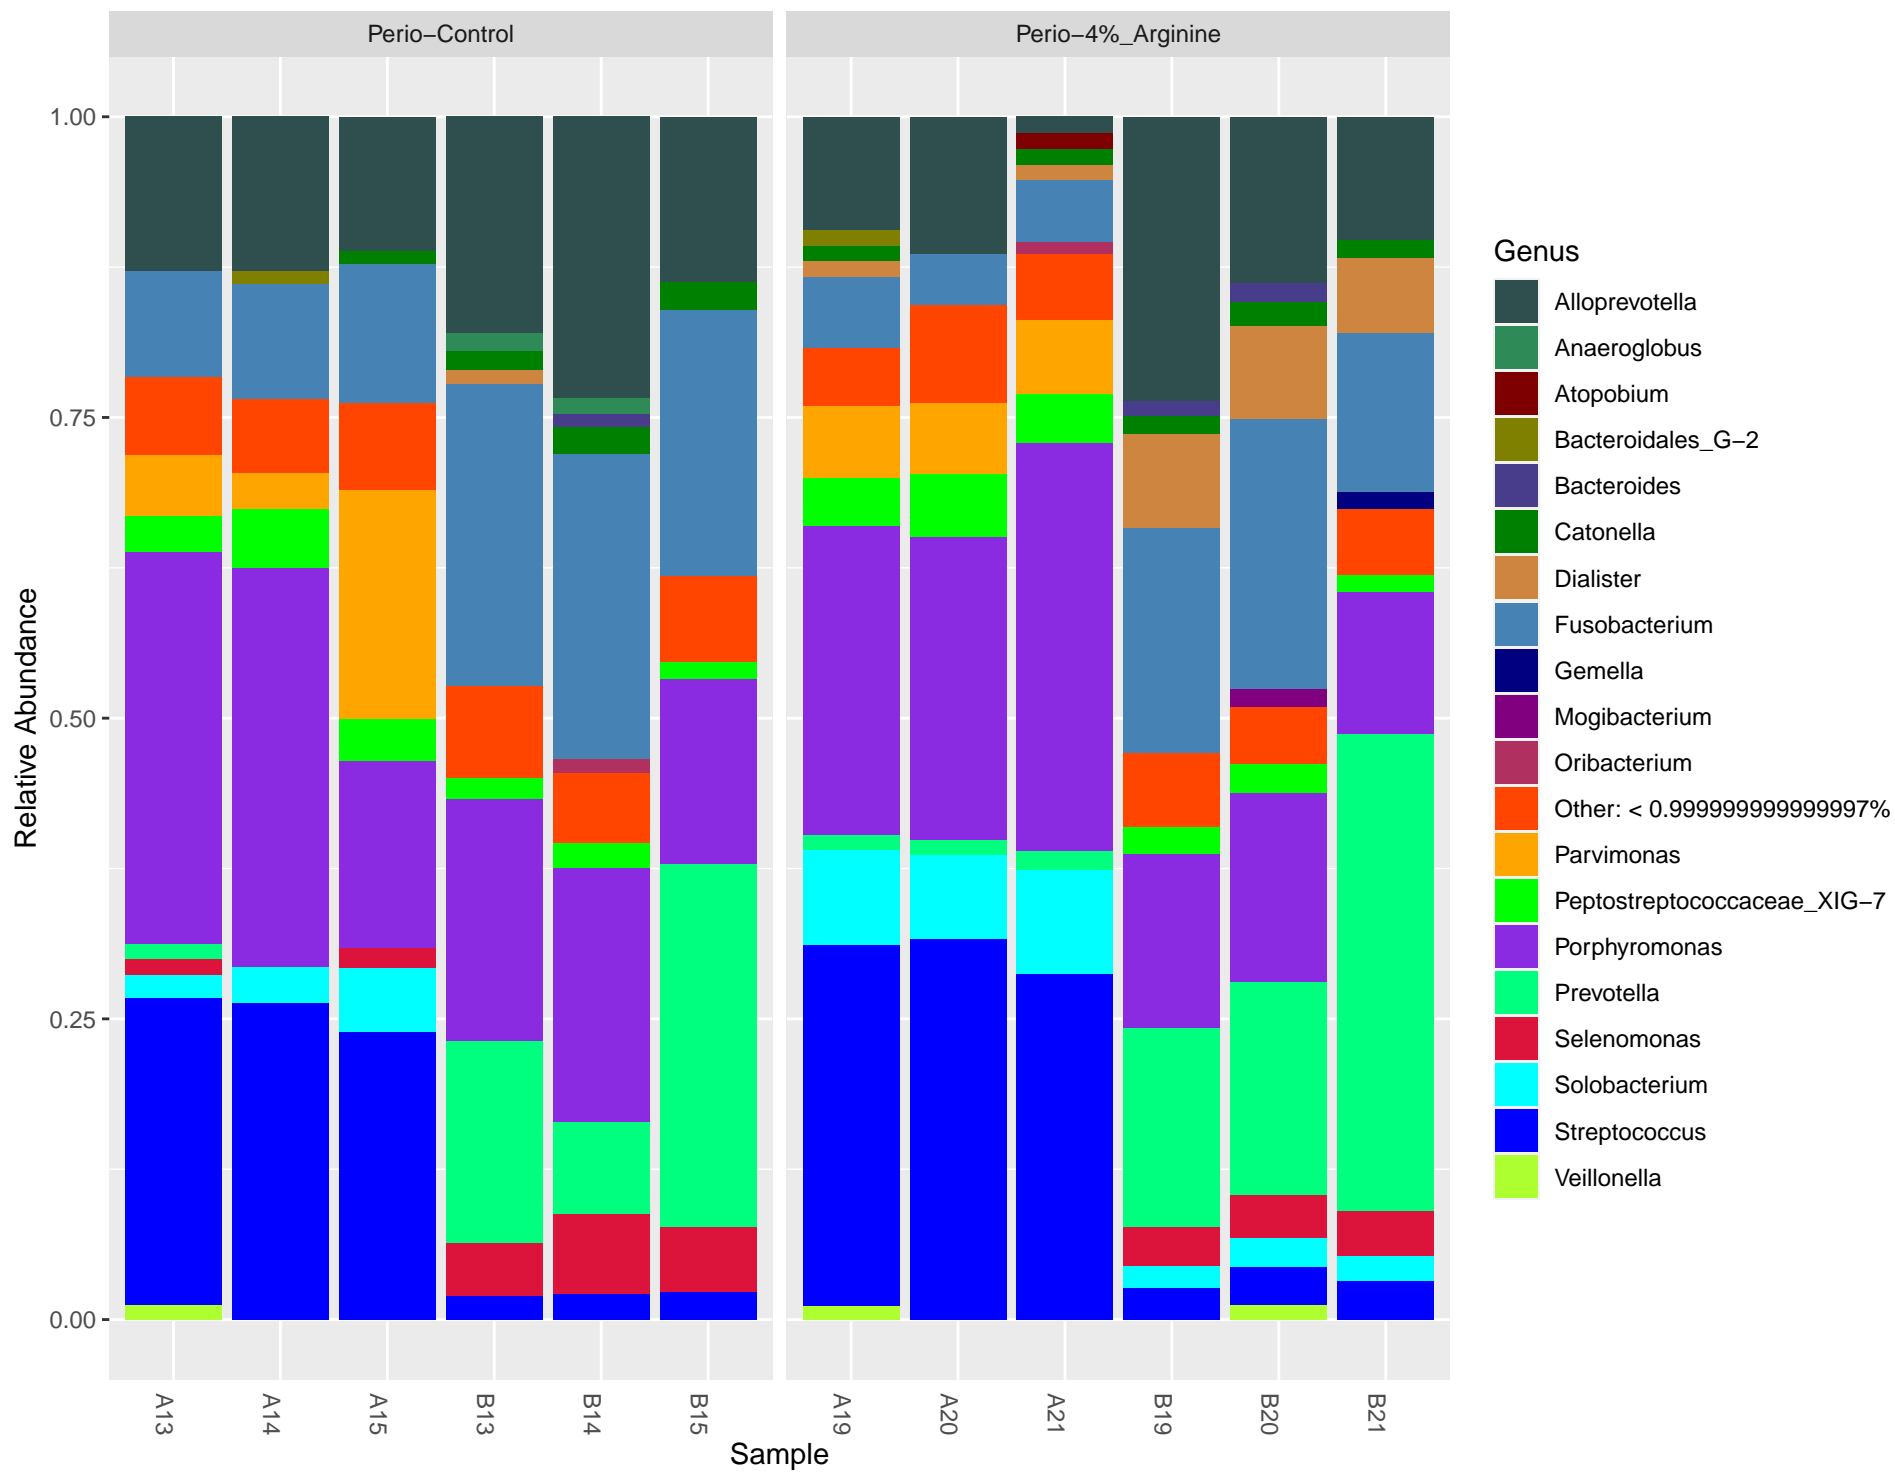 Perio−Control
Perio−4%_Arginine
1.00
0.75
0.50
0.25
0.00
Relative Abundance
A13
A14
A15
B13
B14
B15
A19
A20
A21
B19
B20
B21
Sample
Genus
Alloprevotella
Anaeroglobus
Atopobium
Bacteroidales_G−2
Bacteroides
Catonella
Dialister
Fusobacterium
Gemella
Mogibacterium
Oribacterium
Other: < 0.999999999999997%
Parvimonas
Peptostreptococcaceae_XIG−7
Porphyromonas
Prevotella
Selenomonas
Solobacterium
Streptococcus
Veillonella